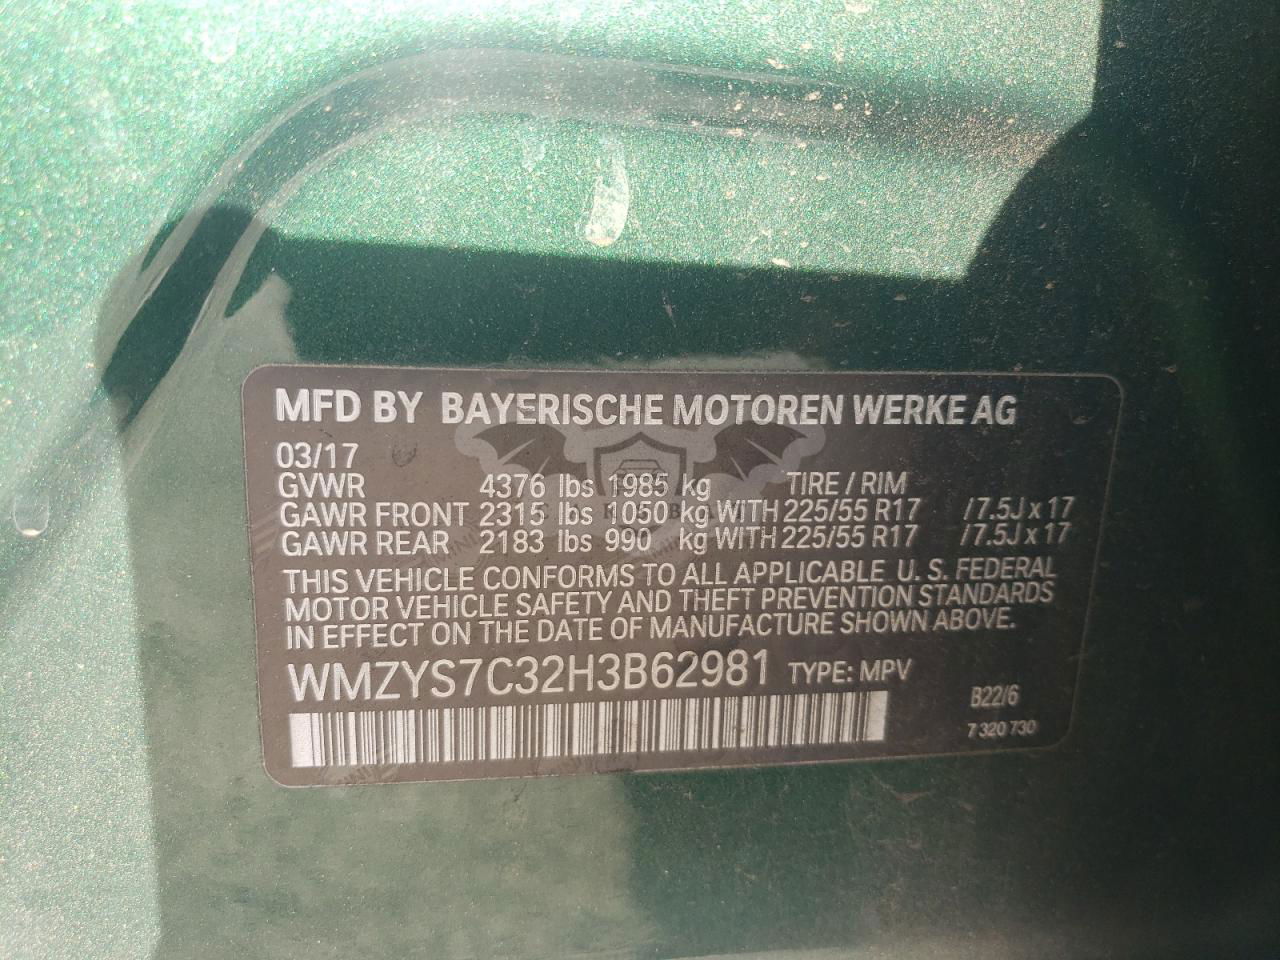 MFD BY BAYERISCHE MOTOREN WERKE AG
03/17
GVWR 4376 lbs 1985 kg TIRE / RIM
GAWR FRONT 2315 lbs 1050 kg WITH 225/55 R17 /7.5J x 17
GAWR REAR 2183 lbs 990 kg WITH 225/55 R17 /7.5J x 17
THIS VEHICLE CONFORMS TO ALL APPLICABLE U. S. FEDERAL
MOTOR VEHICLE SAFETY AND THEFT PREVENTION STANDARDS
IN EFFECT ON THE DATE OF MANUFACTURE SHOWN ABOVE.
WMZYS7C32H3B62981 TYPE: MPV
B22/6
7 320 730